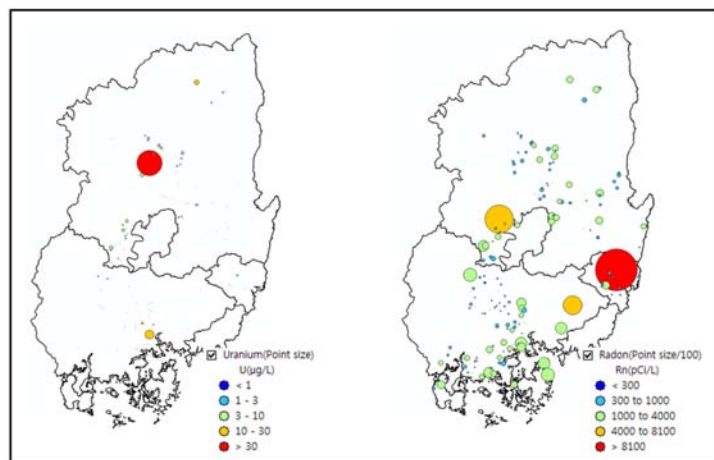 Uranium(Point size)
U(µg/L)
< 1
1 - 3
3 - 10
10 - 30
> 30
Radon(Point size/100)
Rn(pCi/L)
< 300
300 to 1000
1000 to 4000
4000 to 8100
> 8100